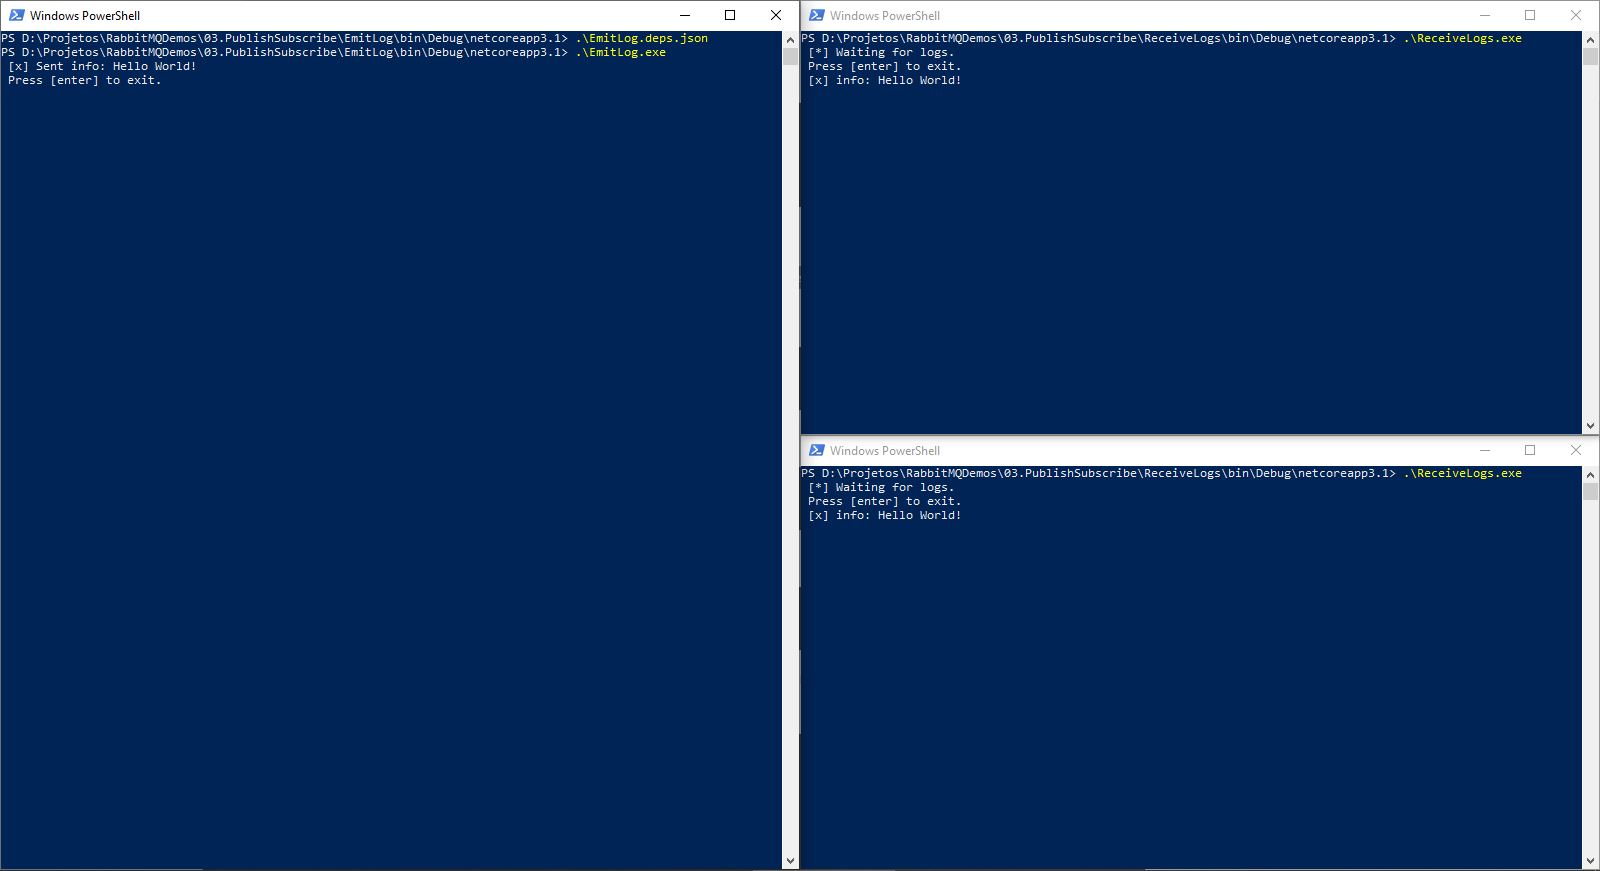 Windows PowerShell
PS D:\Projetos\RabbitMQDemos\03.PublishSubscribe\EmitLog\bin\Debug\netcoreapp3.1> .\EmitLog.deps.json
PS D:\Projetos\RabbitMQDemos\03.PublishSubscribe\EmitLog\bin\Debug\netcoreapp3.1> .\EmitLog.exe
[x] Sent info: Hello World!
Press [enter] to exit.
Windows PowerShell
PS D:\Projetos\RabbitMQDemos\03.PublishSubscribe\ReceiveLogs\bin\Debug\netcoreapp3.1> .\ReceiveLogs.exe
[*] Waiting for logs.
Press [enter] to exit.
[x] info: Hello World!
Windows PowerShell
PS D:\Projetos\RabbitMQDemos\03.PublishSubscribe\ReceiveLogs\bin\Debug\netcoreapp3.1> .\ReceiveLogs.exe
[*] Waiting for logs.
Press [enter] to exit.
[x] info: Hello World!